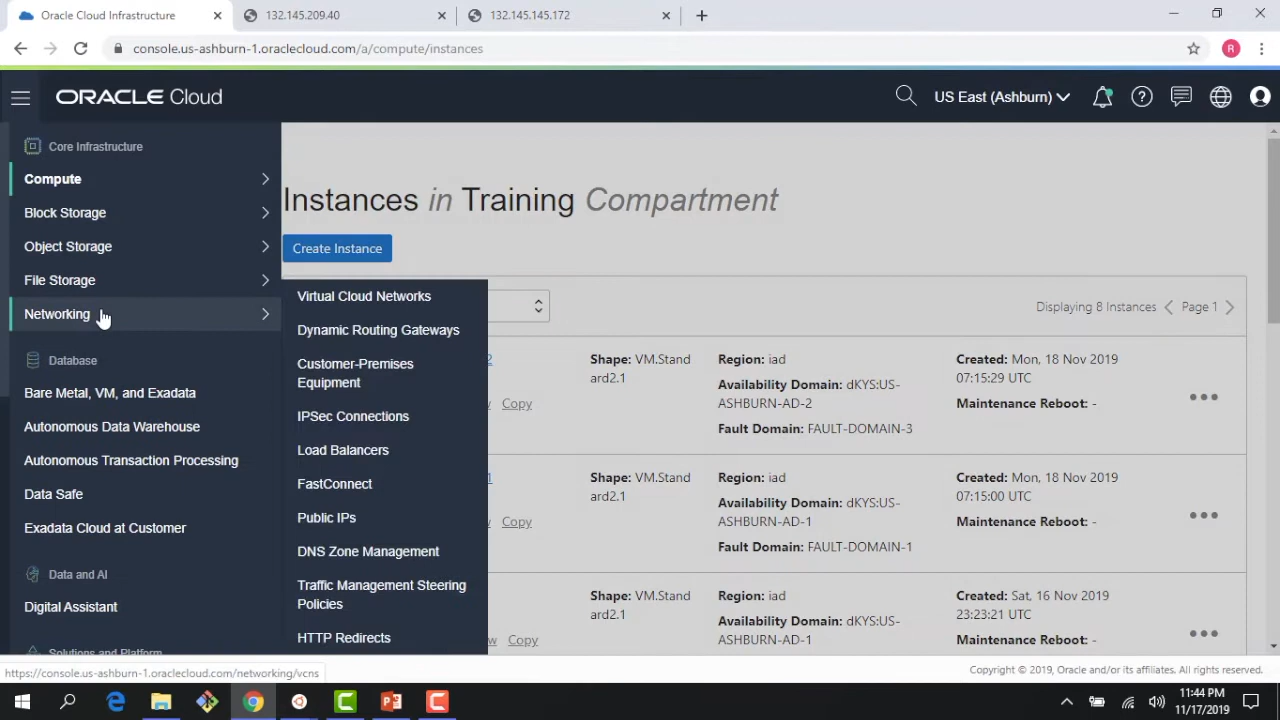 Oracle Cloud Infrastructure
132.145.209.40
132.145.145.172
console.us-ashburn-1.oraclecloud.com/a/compute/instances
R
ORACLE Cloud
US East (Ashburn)
Core Infrastructure
Compute
Block Storage
Object Storage
File Storage
Networking
Database
Bare Metal, VM, and Exadata
Autonomous Data Warehouse
Autonomous Transaction Processing
Data Safe
Exadata Cloud at Customer
Data and AI
Digital Assistant
Solutions and Platform
Virtual Cloud Networks
Dynamic Routing Gateways
Customer-Premises
Equipment
IPSec Connections
Load Balancers
FastConnect
Public IPs
DNS Zone Management
Traffic Management Steering
Policies
HTTP Redirects
Instances in Training Compartment
Create Instance
Displaying 8 Instances
Page 1
2
Copy
Shape: VM.Stand
ard2.1
Region: iad
Availability Domain: dKYS:US-
ASHBURN-AD-2
Fault Domain: FAULT-DOMAIN-3
Created: Mon, 18 Nov 2019
07:15:29 UTC
Maintenance Reboot: -
1
Copy
Shape: VM.Stand
ard2.1
Region: iad
Availability Domain: dKYS:US-
ASHBURN-AD-1
Fault Domain: FAULT-DOMAIN-1
Created: Mon, 18 Nov 2019
07:15:00 UTC
Maintenance Reboot: -
Copy
Shape: VM.Stand
ard2.1
Region: iad
Availability Domain: dKYS:US-
ASHBURN-AD-1
Created: Sat, 16 Nov 2019
23:23:21 UTC
Maintenance Reboot: -
https://console.us-ashburn-1.oraclecloud.com/networking/vcns
Copyright © 2019, Oracle and/or its affiliates. All rights reserved.
11:44 PM
11/17/2019